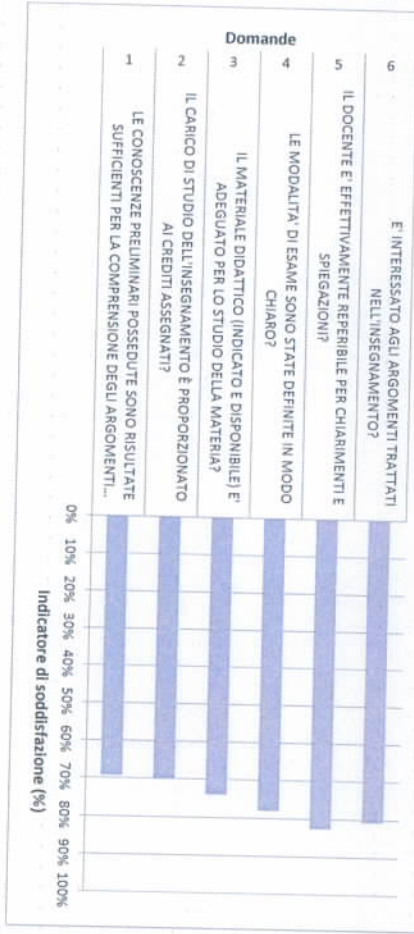 Domande
6
E' INTERESSATO AGLI ARGOMENTI TRATTATI
NELL'INSEGNAMENTO?
5
IL DOCENTE E' EFFETTIVAMENTE REPERIBILE PER CHIARIMENTI E
SPIEGAZIONI?
4
LE MODALITA' DI ESAME SONO STATE DEFINITE IN MODO
CHIARO?
3
IL MATERIALE DIDATTICO (INDICATO E DISPONIBILE) E'
ADEGUATO PER LO STUDIO DELLA MATERIA?
2
IL CARICO DI STUDIO DELL'INSEGNAMENTO È PROPORZIONATO
AI CREDITI ASSEGNATI?
1
LE CONOSCENZE PRELIMINARI POSSEDUTE SONO RISULTATE
SUFFICIENTI PER LA COMPRENSIONE DEGLI ARGOMENTI...
0% 10% 20% 30% 40% 50% 60% 70% 80% 90% 100%
Indicatore di soddisfazione (%)